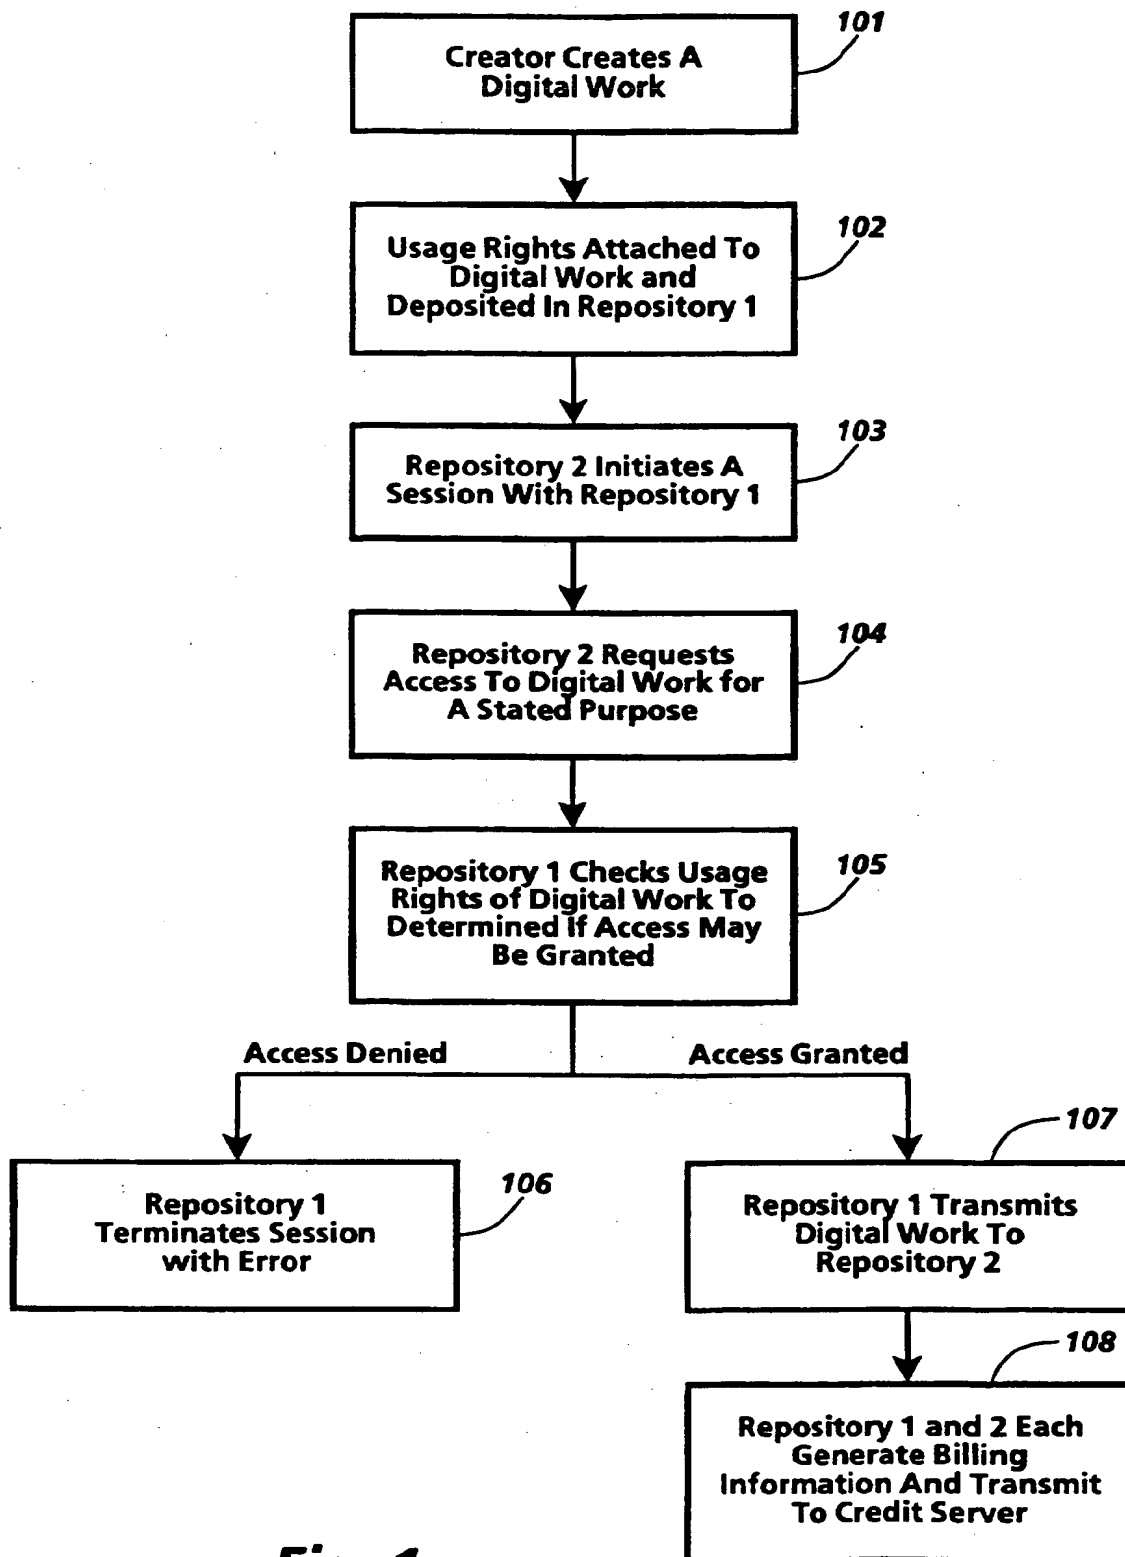 101
Creator Creates A
Digital Work
102
Usage Rights Attached To
Digital Work and
Deposited In Repository 1
103
Repository 2 Initiates A
Session With Repository 1
104
Repository 2 Requests
Access To Digital Work for
A Stated Purpose
105
Repository 1 Checks Usage
Rights of Digital Work To
Determined If Access May
Be Granted
Access Denied
Access Granted
106
Repository 1
Terminates Session
with Error
107
Repository 1 Transmits
Digital Work To
Repository 2
108
Repository 1 and 2 Each
Generate Billing
Information And Transmit
To Credit Server